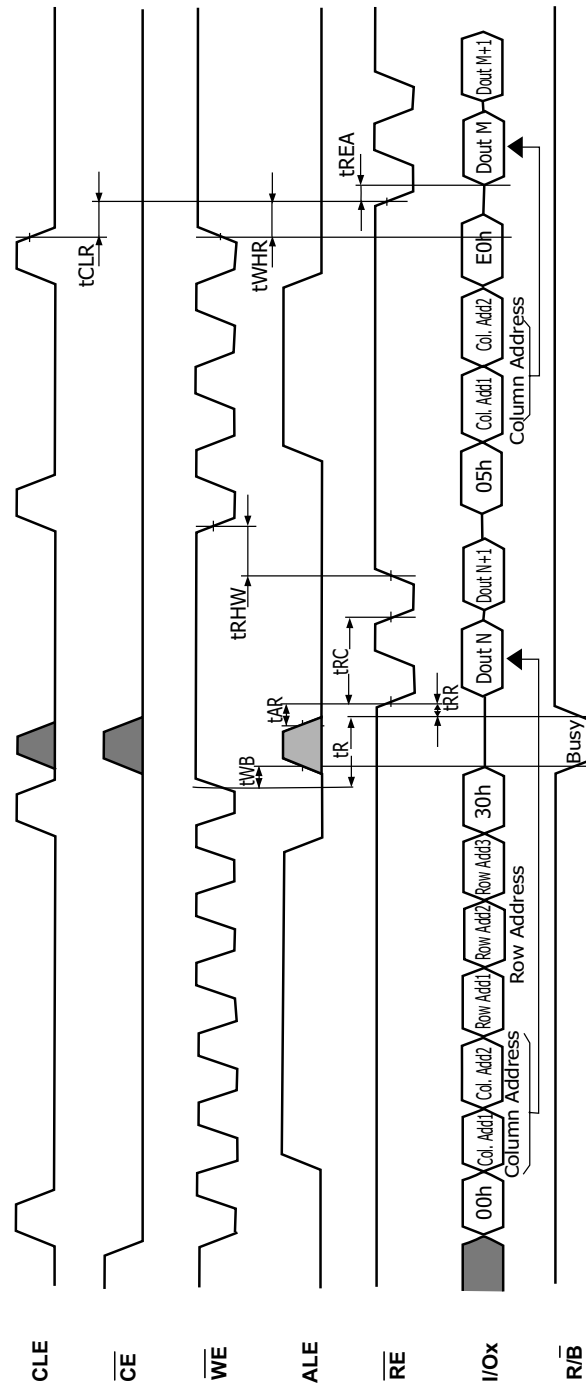 CLE
tCLR
CE
WE
tWB
tRHW
tWHR
ALE
tAR
tR
RE
tRC
tRR
tREA
I/Ox
00h
Col. Add1
Col. Add2
Row Add1
Row Add2
Row Add3
30h
Dout N
Dout N+1
05h
Col. Add1
Col. Add2
E0h
Dout M
Dout M+1
Column Address
Row Address
Column Address
R/B
Busy